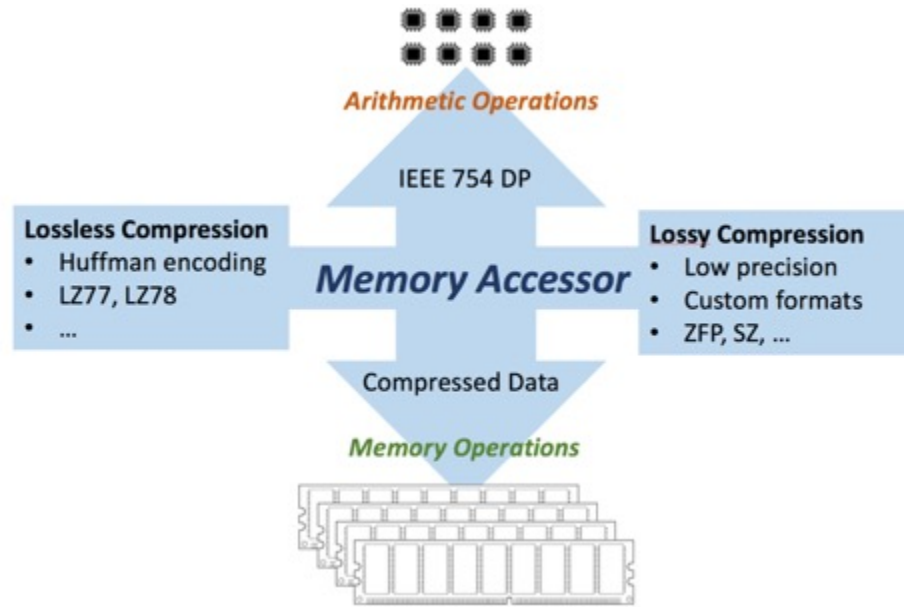 Arithmetic Operations
IEEE 754 DP
Lossless Compression
• Huffman encoding
• LZ77, LZ78
• ...
Memory Accessor
Lossy Compression
• Low precision
• Custom formats
• ZFP, SZ, ...
Compressed Data
Memory Operations